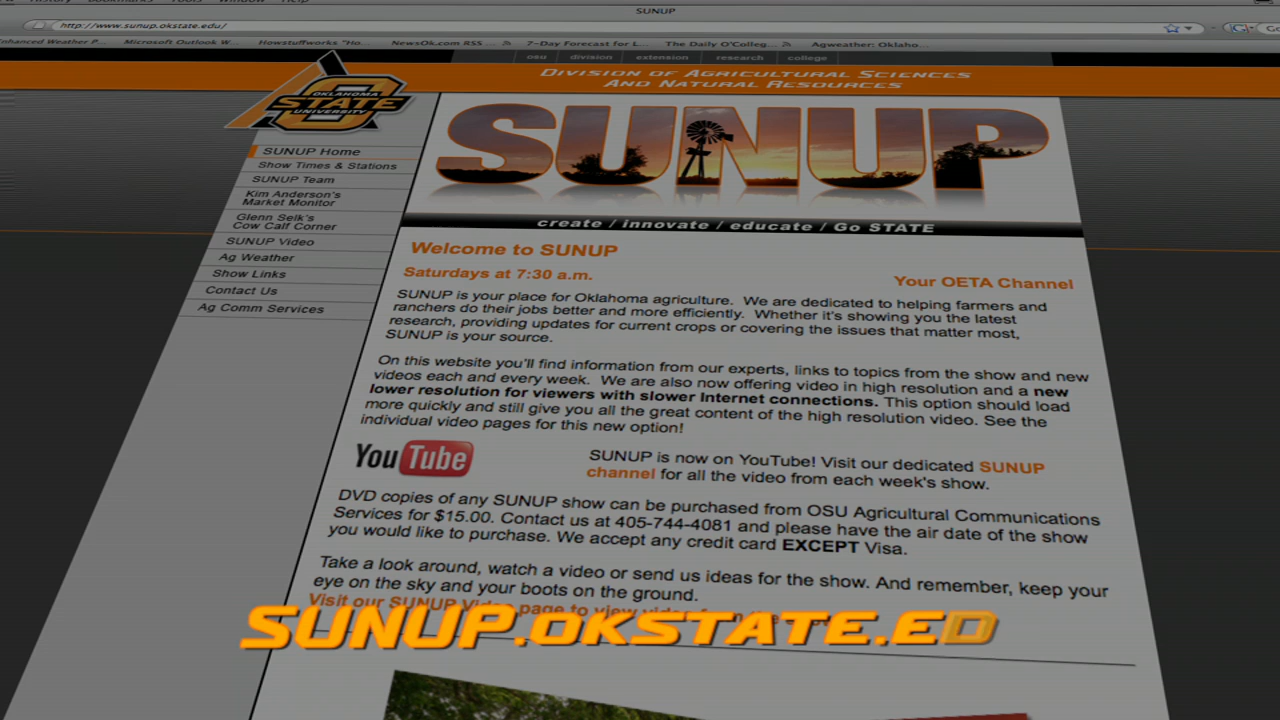 History Bookmarks Tools Window Help
SUNUP
http://www.sunup.okstate.edu/
Enhanced Weather P... Microsoft Outlook W... Howstuffworks "Ho... NewsOk.com RSS ... 7-Day Forecast for L... The Daily O'Colleg... Agweather: Oklaho...
osu division extension research college
DIVISION OF AGRICULTURAL SCIENCES
AND NATURAL RESOURCES
OKLAHOMA
STATE
UNIVERSITY
SUNUP
create / innovate / educate / Go STATE
SUNUP Home
Show Times & Stations
SUNUP Team
Kim Anderson's
Market Monitor
Glenn Selk's
Cow Calf Corner
SUNUP Video
Ag Weather
Show Links
Contact Us
Ag Comm Services
Welcome to SUNUP
Saturdays at 7:30 a.m. Your OETA Channel
SUNUP is your place for Oklahoma agriculture. We are dedicated to helping farmers and
ranchers do their jobs better and more efficiently. Whether it's showing you the latest
research, providing updates for current crops or covering the issues that matter most,
SUNUP is your source.
On this website you'll find information from our experts, links to topics from the show and new
videos each and every week. We are also now offering video in high resolution and a new
lower resolution for viewers with slower Internet connections. This option should load
more quickly and still give you all the great content of the high resolution video. See the
individual video pages for this new option!
YouTube
SUNUP is now on YouTube! Visit our dedicated SUNUP
channel for all the video from each week's show.
DVD copies of any SUNUP show can be purchased from OSU Agricultural Communications
Services for $15.00. Contact us at 405-744-4081 and please have the air date of the show
you would like to purchase. We accept any credit card EXCEPT Visa.
Take a look around, watch a video or send us ideas for the show. And remember, keep your
eye on the sky and your boots on the ground.
Visit our SUNUP Video page to view video from the
SUNUP.OKSTATE.ED